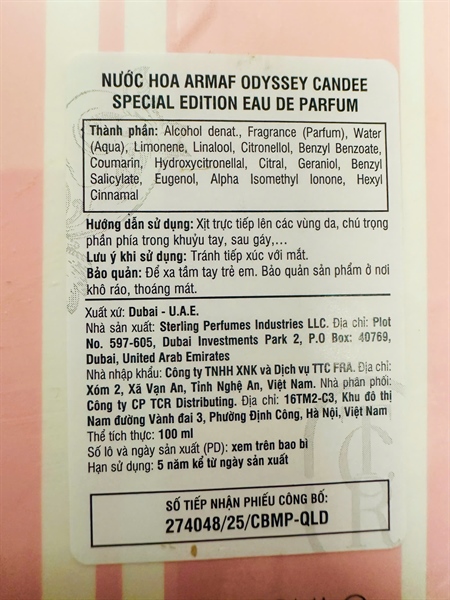 NƯỚC HOA ARMAF ODYSSEY CANDEE
SPECIAL EDITION EAU DE PARFUM
Thành phần: Alcohol denat., Fragrance (Parfum), Water
(Aqua), Limonene, Linalool, Citronellol, Benzyl Benzoate,
Coumarin, Hydroxycitronellal, Citral, Geraniol, Benzyl
Salicylate, Eugenol, Alpha Isomethyl Ionone, Hexyl
Cinnamal
Hướng dẫn sử dụng: Xịt trực tiếp lên các vùng da, chú trọng
phần phía trong khuỷu tay, sau gáy,...
Lưu ý khi sử dụng: Tránh tiếp xúc với mắt.
Bảo quản: Để xa tầm tay trẻ em. Bảo quản sản phẩm ở nơi
khô ráo, thoáng mát.
Xuất xứ: Dubai - U.A.E.
Nhà sản xuất: Sterling Perfumes Industries LLC. Địa chỉ: Plot
No. 597-605, Dubai Investments Park 2, P.O Box: 40769,
Dubai, United Arab Emirates
Nhà nhập khẩu: Công ty TNHH XNK và Dịch vụ TTC FRA. Địa chỉ:
Xóm 2, Xã Vạn An, Tỉnh Nghệ An, Việt Nam. Nhà phân phối:
Công ty CP TCR Distributing. Địa chỉ: 16TM2-C3, Khu đô thị
Nam đường Vành đai 3, Phường Định Công, Hà Nội, Việt Nam
Thể tích thực: 100 ml
Số lô và ngày sản xuất (PD): xem trên bao bì
Hạn sử dụng: 5 năm kể từ ngày sản xuất
SỐ TIẾP NHẬN PHIẾU CÔNG BỐ:
274048/25/CBMP-QLD